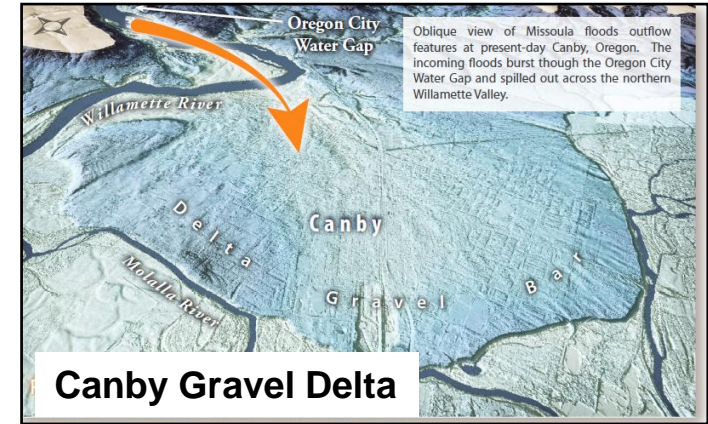 Oregon City
Water Gap
Oblique view of Missoula floods outflow
features at present-day Canby, Oregon. The
incoming floods burst though the Oregon City
Water Gap and spilled out across the northern
Willamette Valley.
Willamette River
Canby
Delta
Gravel
Bar
Molalla River
Canby Gravel Delta